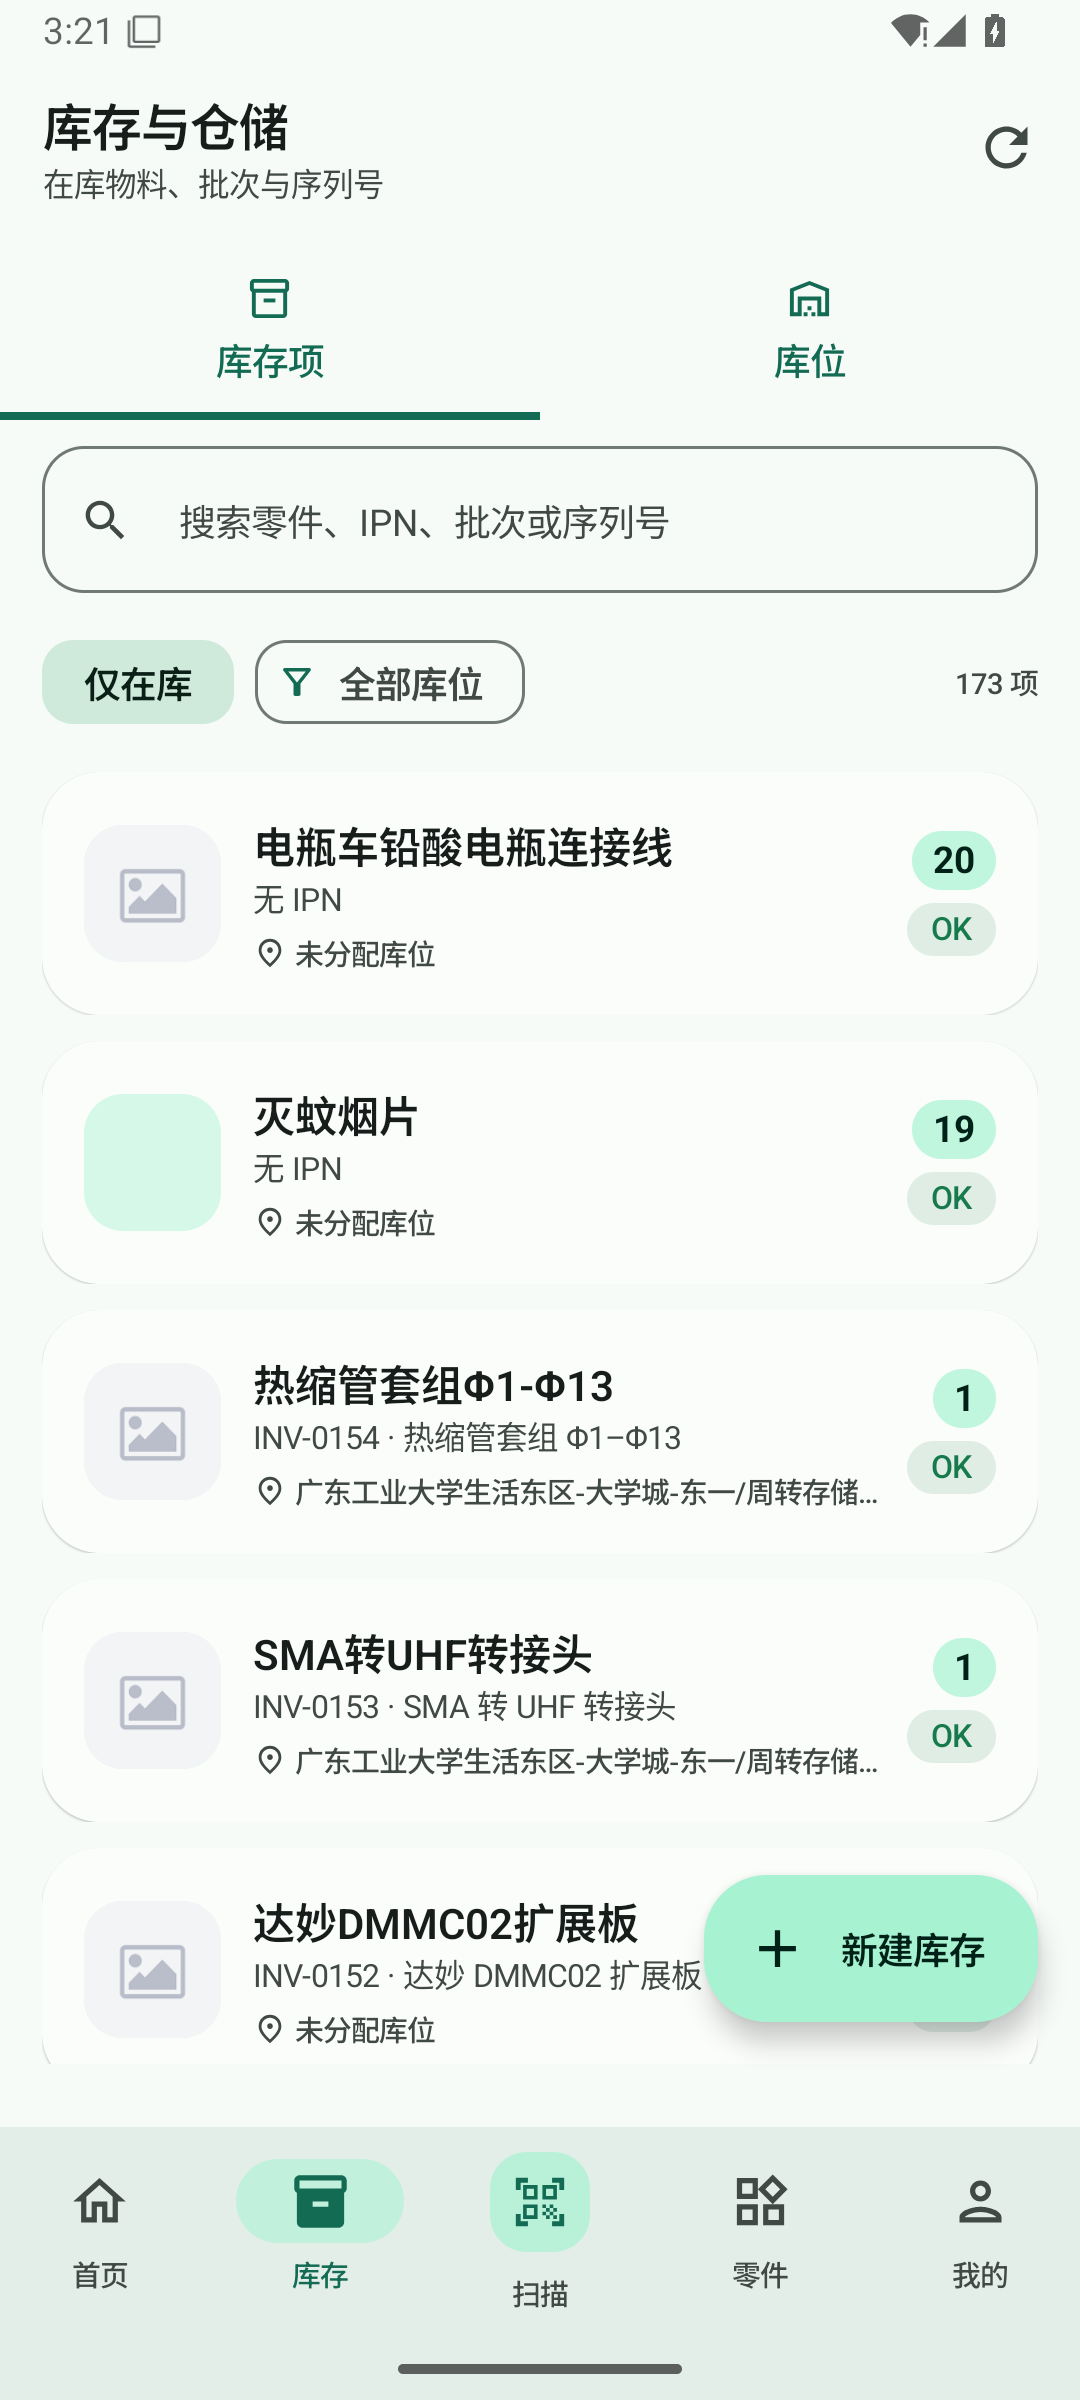 3:21
库存与仓储
在库物料、批次与序列号
库存项
库位
搜索零件、IPN、批次或序列号
仅在库
全部库位
173 项
电瓶车铅酸电瓶连接线
无 IPN
未分配库位
20
OK
灭蚊烟片
无 IPN
未分配库位
19
OK
热缩管套组Φ1-Φ13
INV-0154 · 热缩管套组 Φ1–Φ13
广东工业大学生活东区-大学城-东一/周转存储...
1
OK
SMA转UHF转接头
INV-0153 · SMA 转 UHF 转接头
广东工业大学生活东区-大学城-东一/周转存储...
1
OK
达妙DMMC02扩展板
INV-0152 · 达妙 DMMC02 扩展板
未分配库位
新建库存
首页
库存
扫描
零件
我的